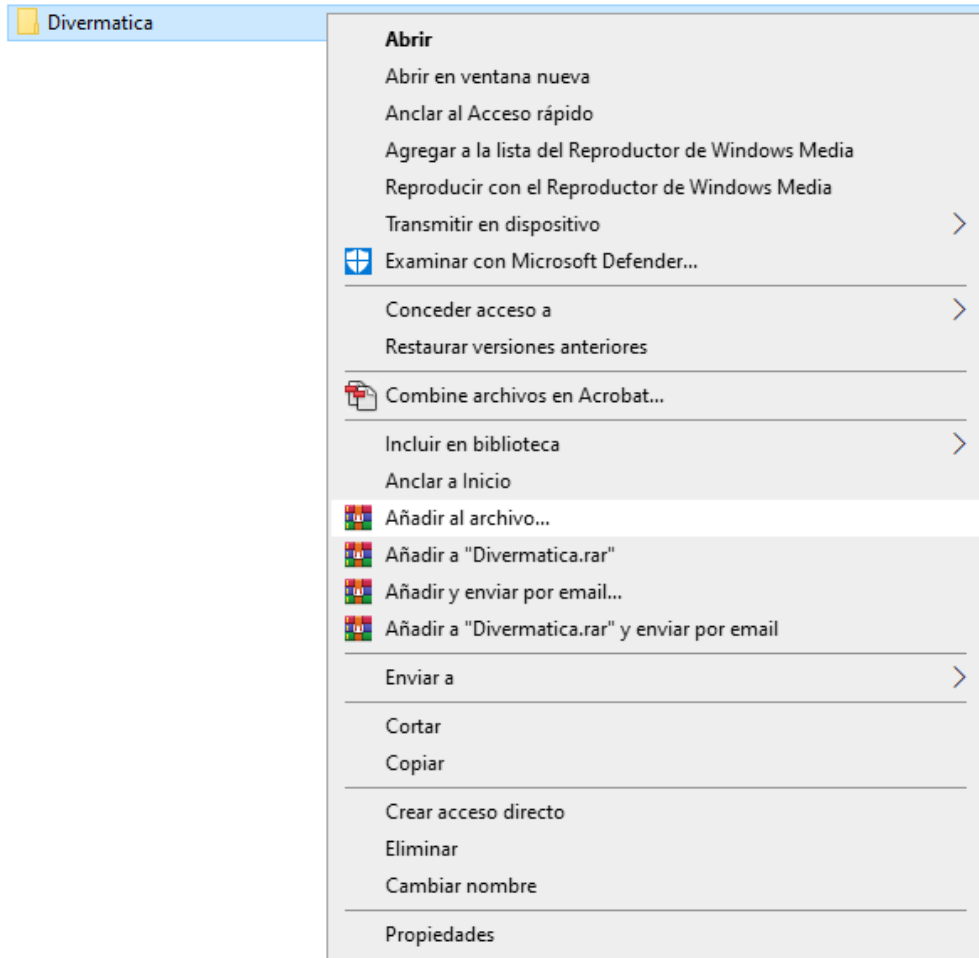 Divermatica
Abrir
Abrir en ventana nueva
Anclar al Acceso rápido
Agregar a la lista del Reproductor de Windows Media
Reproducir con el Reproductor de Windows Media
Transmitir en dispositivo
Examinar con Microsoft Defender...
Conceder acceso a
Restaurar versiones anteriores
Combine archivos en Acrobat...
Incluir en biblioteca
Anclar a Inicio
Añadir al archivo...
Añadir a "Divermatica.rar"
Añadir y enviar por email...
Añadir a "Divermatica.rar" y enviar por email
Enviar a
Cortar
Copiar
Crear acceso directo
Eliminar
Cambiar nombre
Propiedades